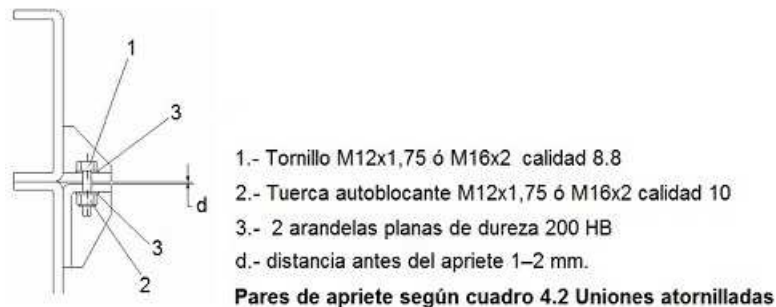 1
3
d
3
2
1.- Tornillo M12x1,75 ó M16x2 calidad 8.8
2.- Tuerca autoblocante M12x1,75 ó M16x2 calidad 10
3.- 2 arandelas planas de dureza 200 HB
d.- distancia antes del apriete 1–2 mm.
Pares de apriete según cuadro 4.2 Uniones atornilladas